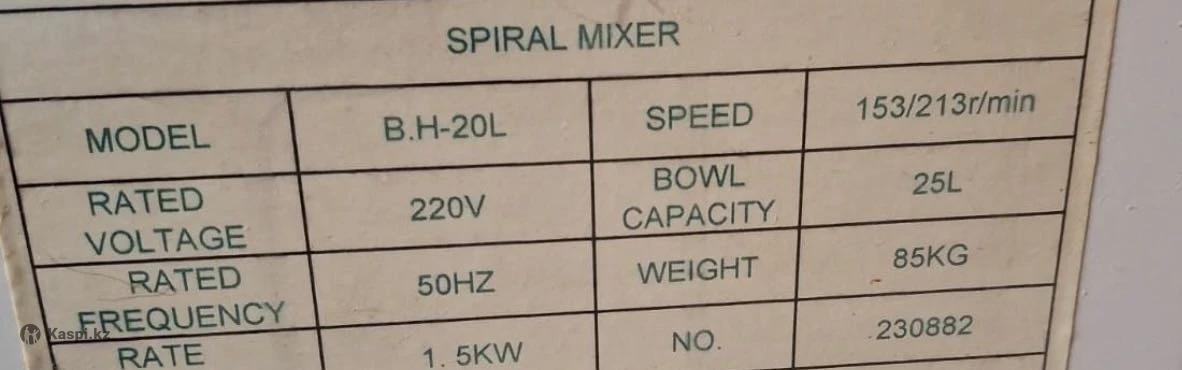 SPIRAL MIXER
MODEL B.H-20L SPEED 153/213r/min
RATED VOLTAGE 220V BOWL CAPACITY 25L
RATED FREQUENCY 50HZ WEIGHT 85KG
RATE 1.5KW NO. 230882
Kaspi.kz